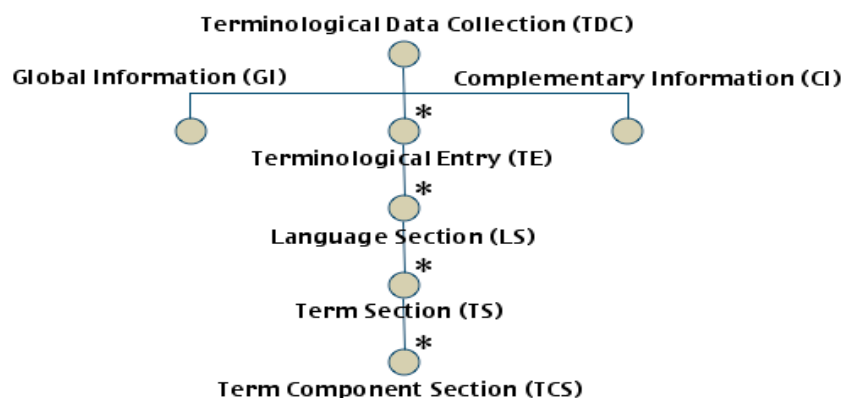 Terminological Data Collection (TDC)
Global Information (GI)
Complementary Information (CI)
*
Terminological Entry (TE)
*
Language Section (LS)
*
Term Section (TS)
*
Term Component Section (TCS)